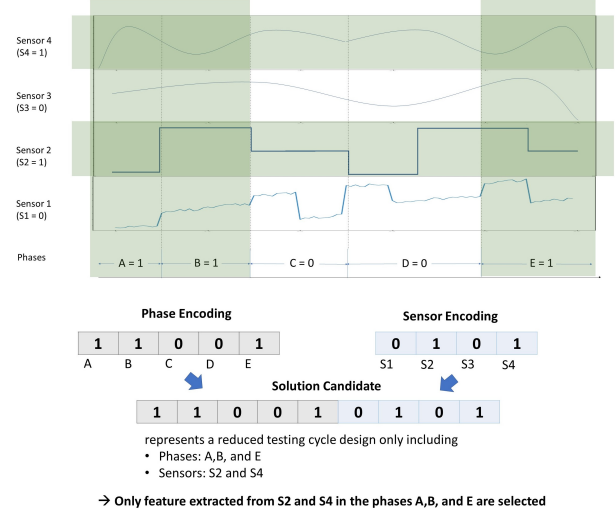 Sensor 4
(S4 = 1)
Sensor 3
(S3 = 0)
Sensor 2
(S2 = 1)
Sensor 1
(S1 = 0)
Phases
A = 1 B = 1 C = 0 D = 0 E = 1
Phase Encoding Sensor Encoding
1 1 0 0 1 0 1 0 1
A B C D E S1 S2 S3 S4
Solution Candidate
1 1 0 0 1 0 1 0 1
represents a reduced testing cycle design only including
• Phases: A,B, and E
• Sensors: S2 and S4
→ Only feature extracted from S2 and S4 in the phases A,B, and E are selected